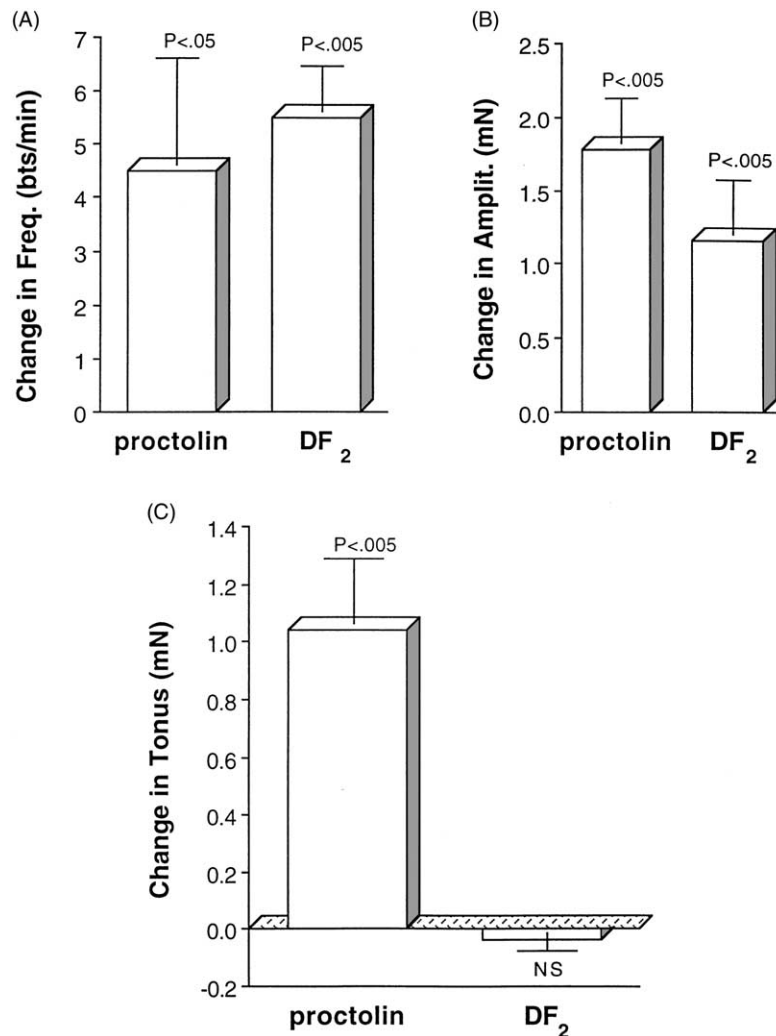 (A)
7
6
5
4
3
2
1
0
Change in Freq. (bts/min)
P<.05
P<.005
proctolin
DF2
(B)
2.5
2.0
1.5
1.0
0.5
0.0
Change in Amplit. (mN)
P<.005
P<.005
proctolin
DF2
(C)
1.4
1.2
1.0
0.8
0.6
0.4
0.2
0.0
-0.2
Change in Tonus (mN)
P<.005
NS
proctolin
DF2